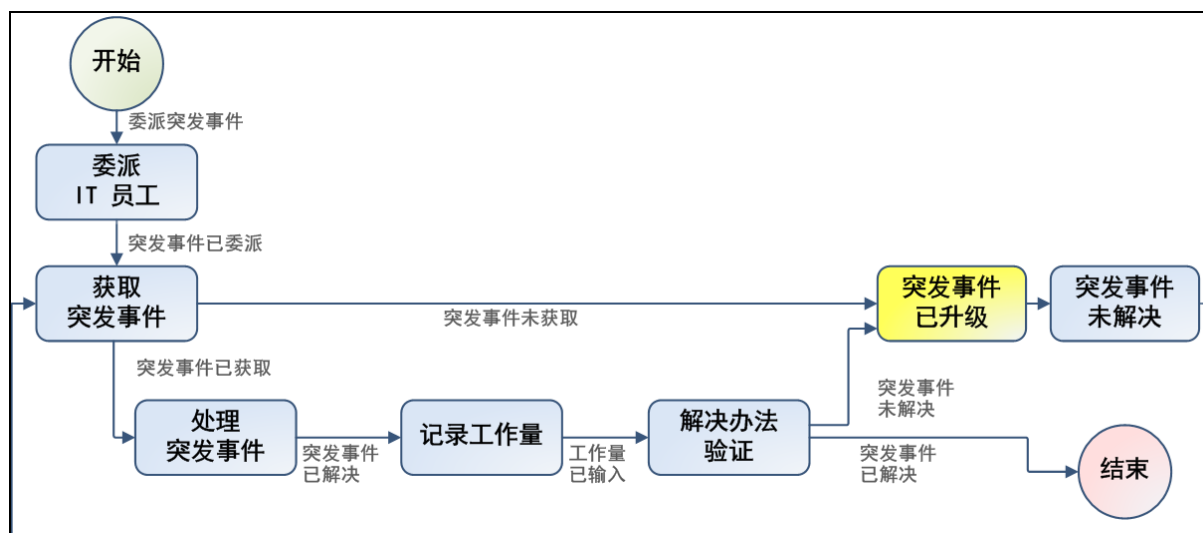 开始
委派突发事件
委派
IT 员工
突发事件已委派
获取
突发事件
突发事件未获取
突发事件
已升级
突发事件
未解决
突发事件已获取
处理
突发事件
突发事件
已解决
记录工作量
工作量
已输入
解决办法
验证
突发事件
未解决
突发事件
已解决
结束